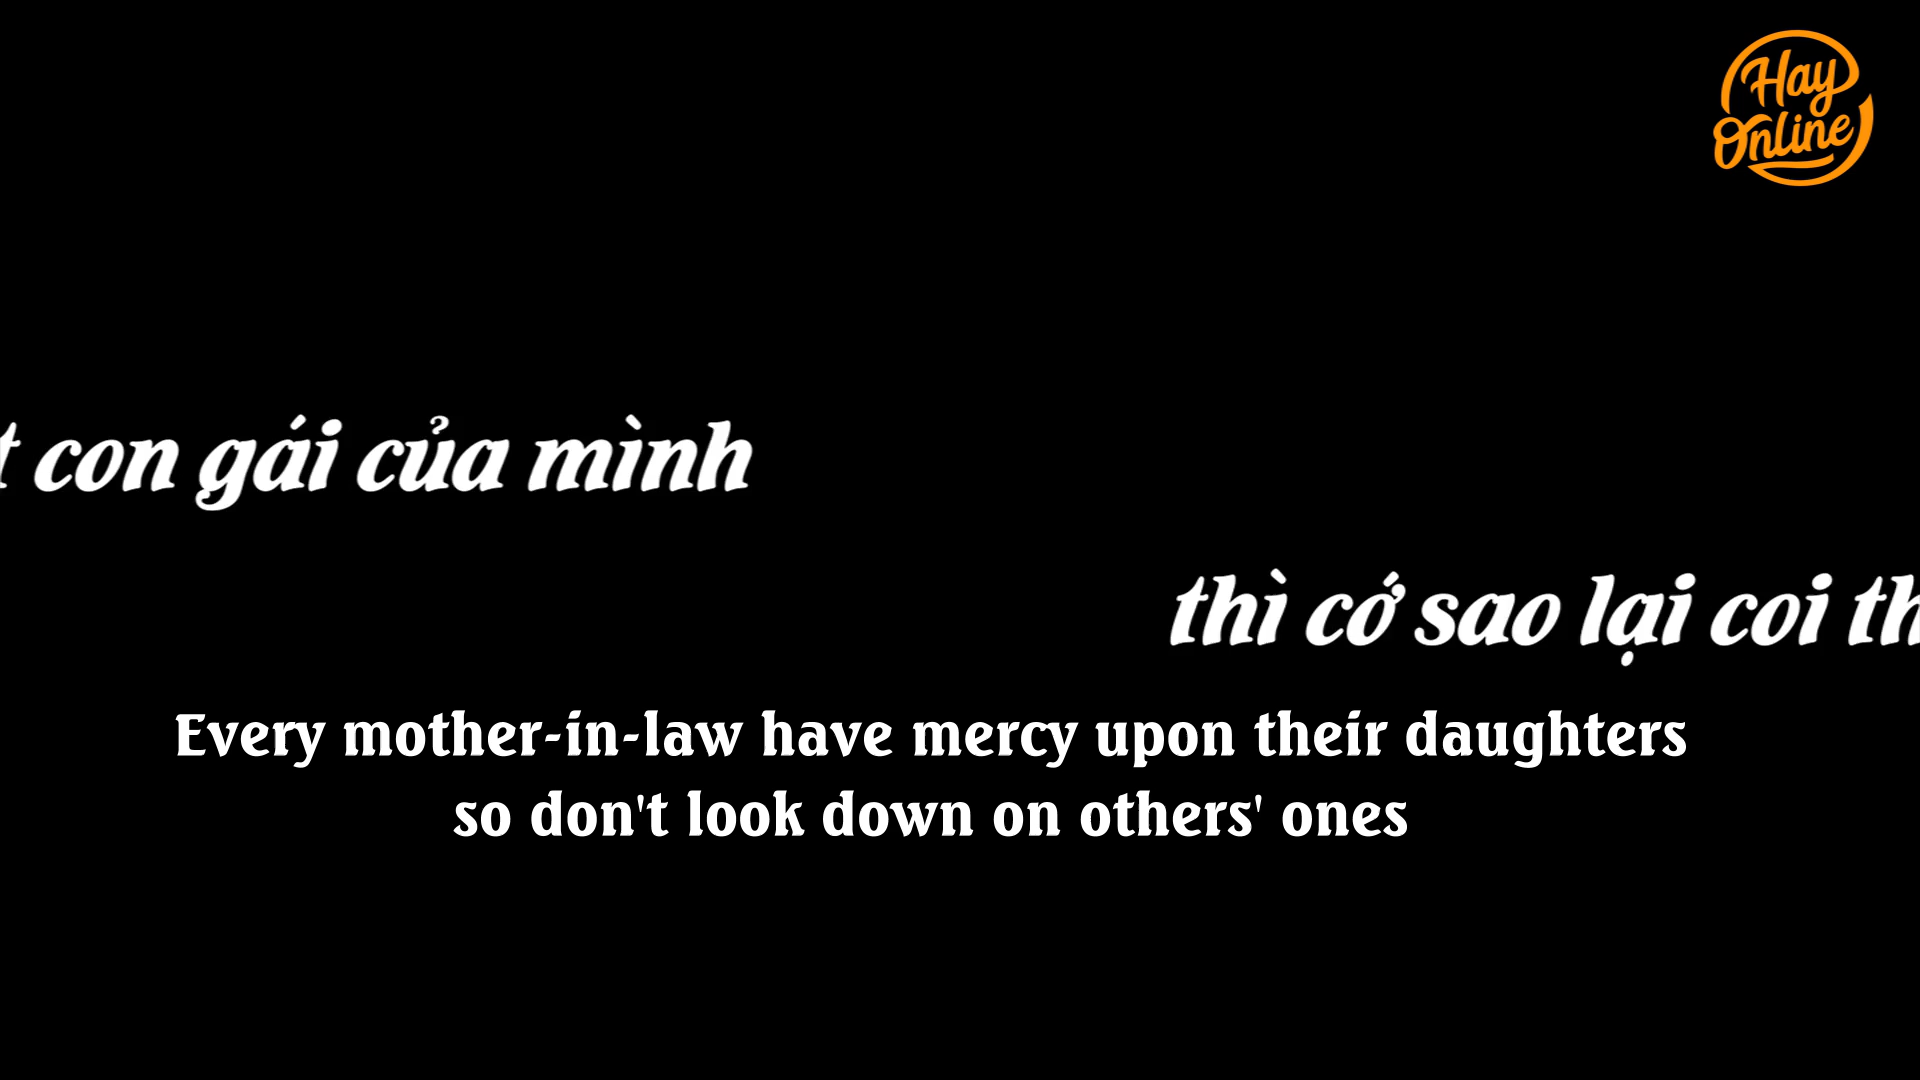 Hay
Online
t con gái của mình
thì cớ sao lại coi th
Every mother-in-law have mercy upon their daughters
so don't look down on others' ones